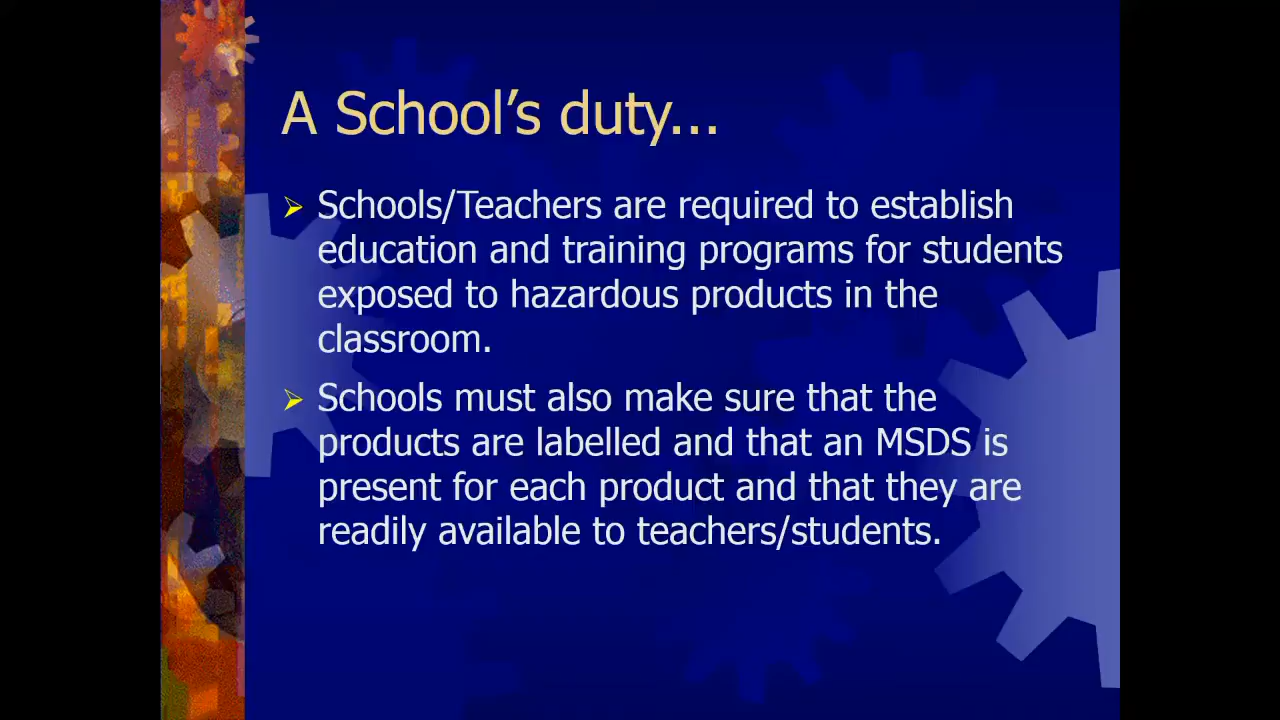 A School’s duty...
Schools/Teachers are required to establish
education and training programs for students
exposed to hazardous products in the
classroom.
Schools must also make sure that the
products are labelled and that an MSDS is
present for each product and that they are
readily available to teachers/students.